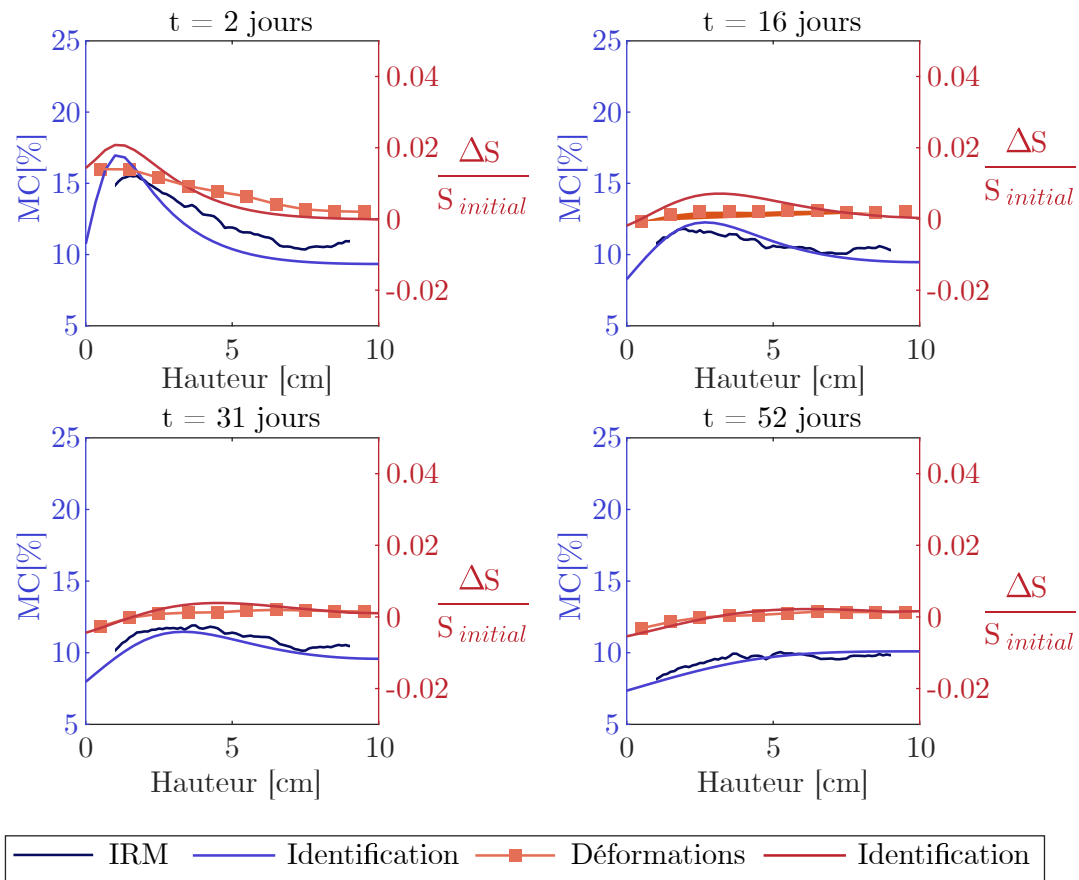 t = 2 jours
25
20
15
10
5
MC[%]
0.04
0.02
0
-0.02
ΔS
S initial
0 5 10
Hauteur [cm]
t = 16 jours
25
20
15
10
5
MC[%]
0.04
0.02
0
-0.02
ΔS
S initial
0 5 10
Hauteur [cm]
t = 31 jours
25
20
15
10
5
MC[%]
0.04
0.02
0
-0.02
ΔS
S initial
0 5 10
Hauteur [cm]
t = 52 jours
25
20
15
10
5
MC[%]
0.04
0.02
0
-0.02
ΔS
S initial
0 5 10
Hauteur [cm]
IRM Identification Déformations Identification